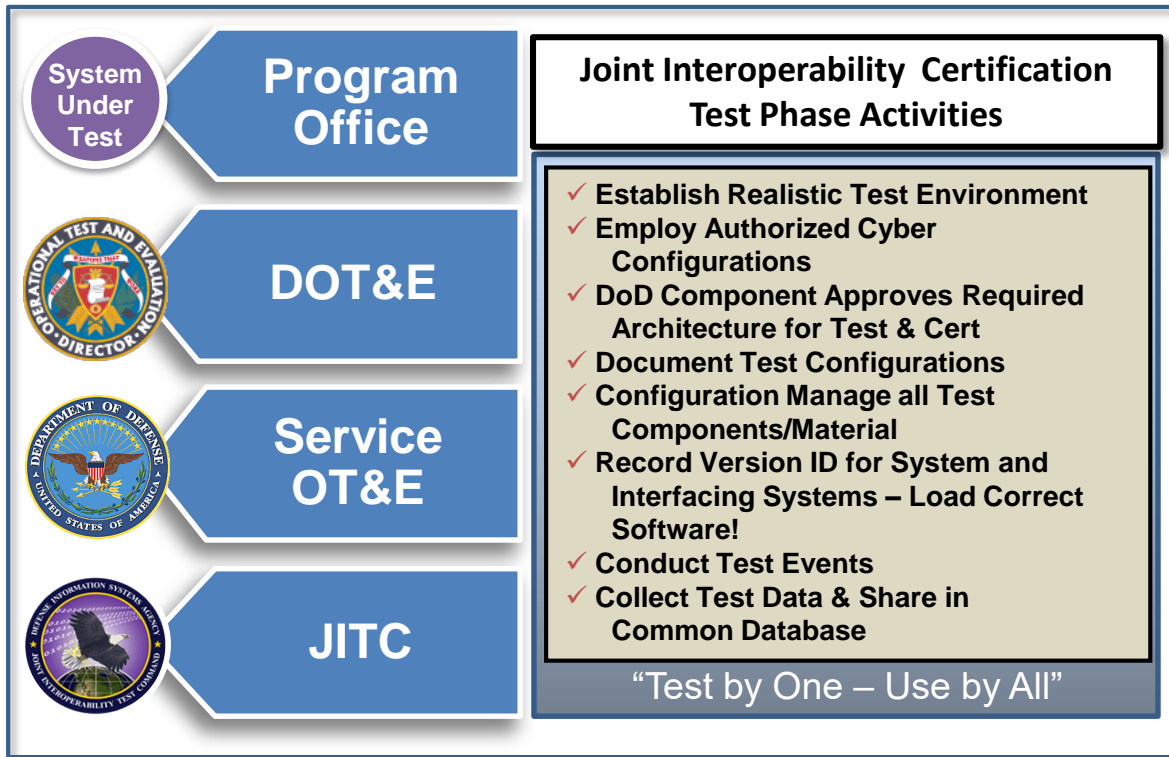 System
Under
Test
Program
Office
OPERATIONAL TEST AND EVALUATION
DIRECTOR
DOT&E
DEPARTMENT OF DEFENSE
UNITED STATES OF AMERICA
Service
OT&E
DEFENSE INFORMATION SYSTEMS AGENCY
JOINT INTEROPERABILITY TEST COMMAND
JITC
Joint Interoperability Certification
Test Phase Activities
✓ Establish Realistic Test Environment
✓ Employ Authorized Cyber
Configurations
✓ DoD Component Approves Required
Architecture for Test & Cert
✓ Document Test Configurations
✓ Configuration Manage all Test
Components/Material
✓ Record Version ID for System and
Interfacing Systems – Load Correct
Software!
✓ Conduct Test Events
✓ Collect Test Data & Share in
Common Database
“Test by One – Use by All”